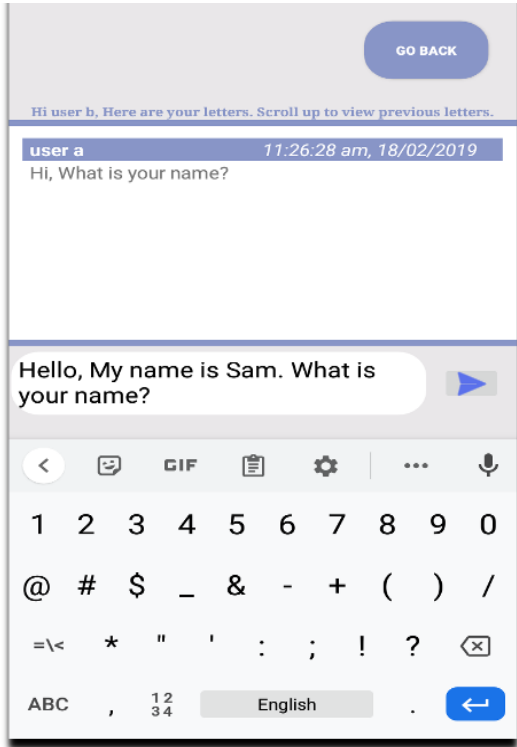 GO BACK
Hi user b, Here are your letters. Scroll up to view previous letters.
user a 11:26:28 am, 18/02/2019
Hi, What is your name?
Hello, My name is Sam. What is
your name?
GIF
1 2 3 4 5 6 7 8 9 0
@ # $ _ & - + ( ) /
=\< * " ' : ; ! ?
ABC , 12 English .
34